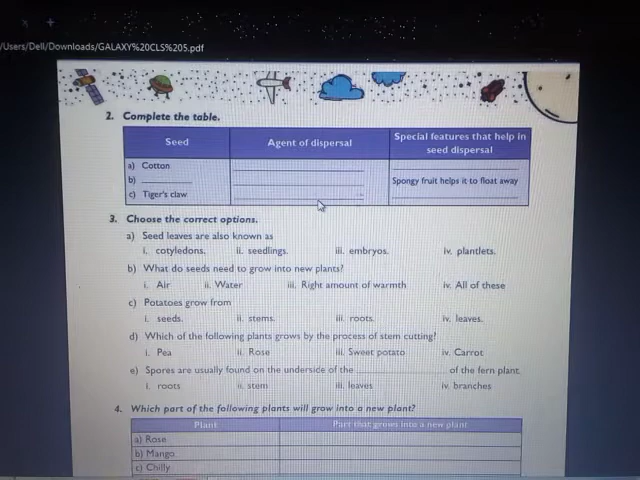 /Users/Dell/Downloads/GALAXY%20CLS%205.pdf
2. Complete the table.
Seed Agent of dispersal Special features that help in seed dispersal
a) Cotton
b) ________ Spongy fruit helps it to float away
c) Tiger's claw
3. Choose the correct options.
a) Seed leaves are also known as
i. cotyledons. ii. seedlings. iii. embryos. iv. plantlets.
b) What do seeds need to grow into new plants?
i. Air ii. Water iii. Right amount of warmth iv. All of these
c) Potatoes grow from
i. seeds. ii. stems. iii. roots. iv. leaves.
d) Which of the following plants grows by the process of stem cutting?
i. Pea ii. Rose iii. Sweet potato iv. Carrot
e) Spores are usually found on the underside of the ________ of the fern plant.
i. roots ii. stem iii. leaves iv. branches
4. Which part of the following plants will grow into a new plant?
Plant Part that grows into a new plant
a) Rose
b) Mango
c) Chilly